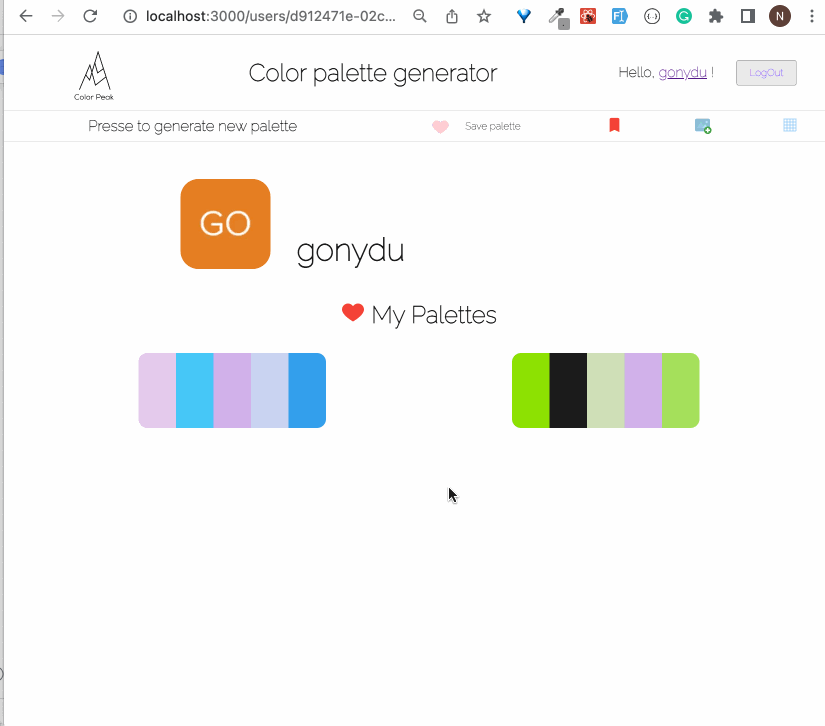 localhost:3000/users/d912471e-02c...
N
Color Peak
Color palette generator
Hello, gonydu !
LogOut
Presse to generate new palette
Save palette
GO
gonydu
My Palettes